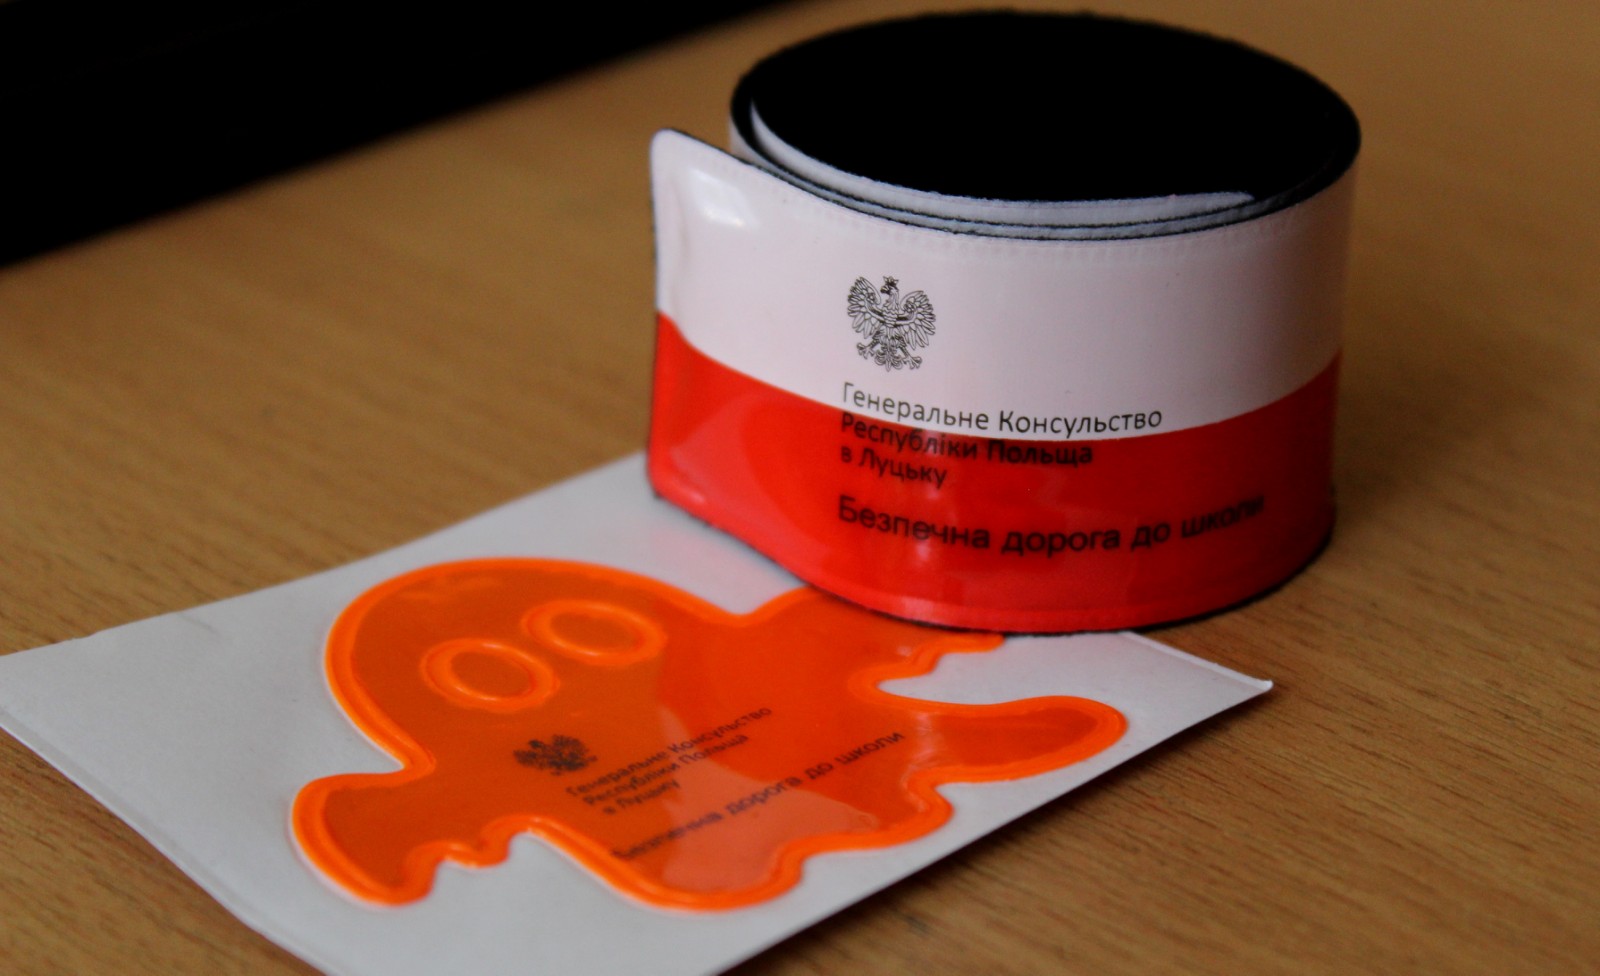 Генеральне Консульство
Республіки Польща
в Луцьку
Безпечна дорога до школи
Генеральне Консульство
Республіки Польща
в Луцьку
Безпечна дорога до школи